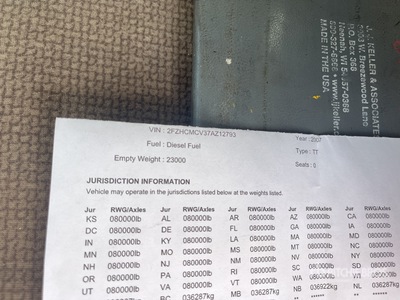 J. J. KELLER & ASSOCIATES
Breezewood Lane
P.O. Box 368
Neenah, WI 54957-0368
MADE IN THE USA
VIN : 2FZHCMCV37AZ12793
Year : 2007
Fuel : Diesel Fuel
Type : TT
Empty Weight : 23000
Seats : 0
JURISDICTION INFORMATION
Vehicle may operate in the jurisdictions listed below at the weights listed.
Jur RWG/Axles Jur RWG/Axles Jur RWG/Axles Jur RWG/Axles Jur RWG/Axles
KS 080000lb AL 080000lb AR 080000lb AZ 080000lb CA 080000lb
DC 080000lb DE 080000lb FL 080000lb GA 080000lb IA 080000lb
IN 080000lb KY 080000lb LA 080000lb MA 080000lb MD 080000lb
MN 080000lb MO 080000lb MS 080000lb MT 080000lb NC 080000lb
NH 080000lb NJ 080000lb NM 080000lb NV 080000lb NY 080000lb
OR 080000lb PA 080000lb RI 080000lb SC 080000lb SD 080000lb
UT 080000lb VA 080000lb VT 080000lb WA WI 080000lb
036287kg MB 036287kg NB 036922kg NL 036287kg